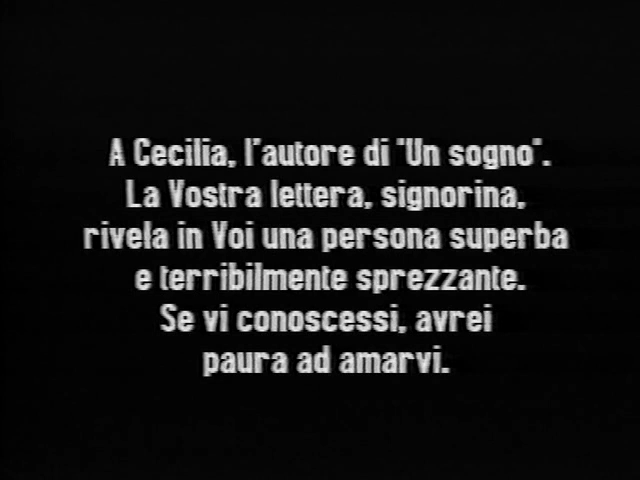 A Cecilia, l'autore di "Un sogno".
La Vostra lettera, signorina,
rivela in Voi una persona superba
e terribilmente sprezzante.
Se vi conoscessi, avrei
paura ad amarvi.